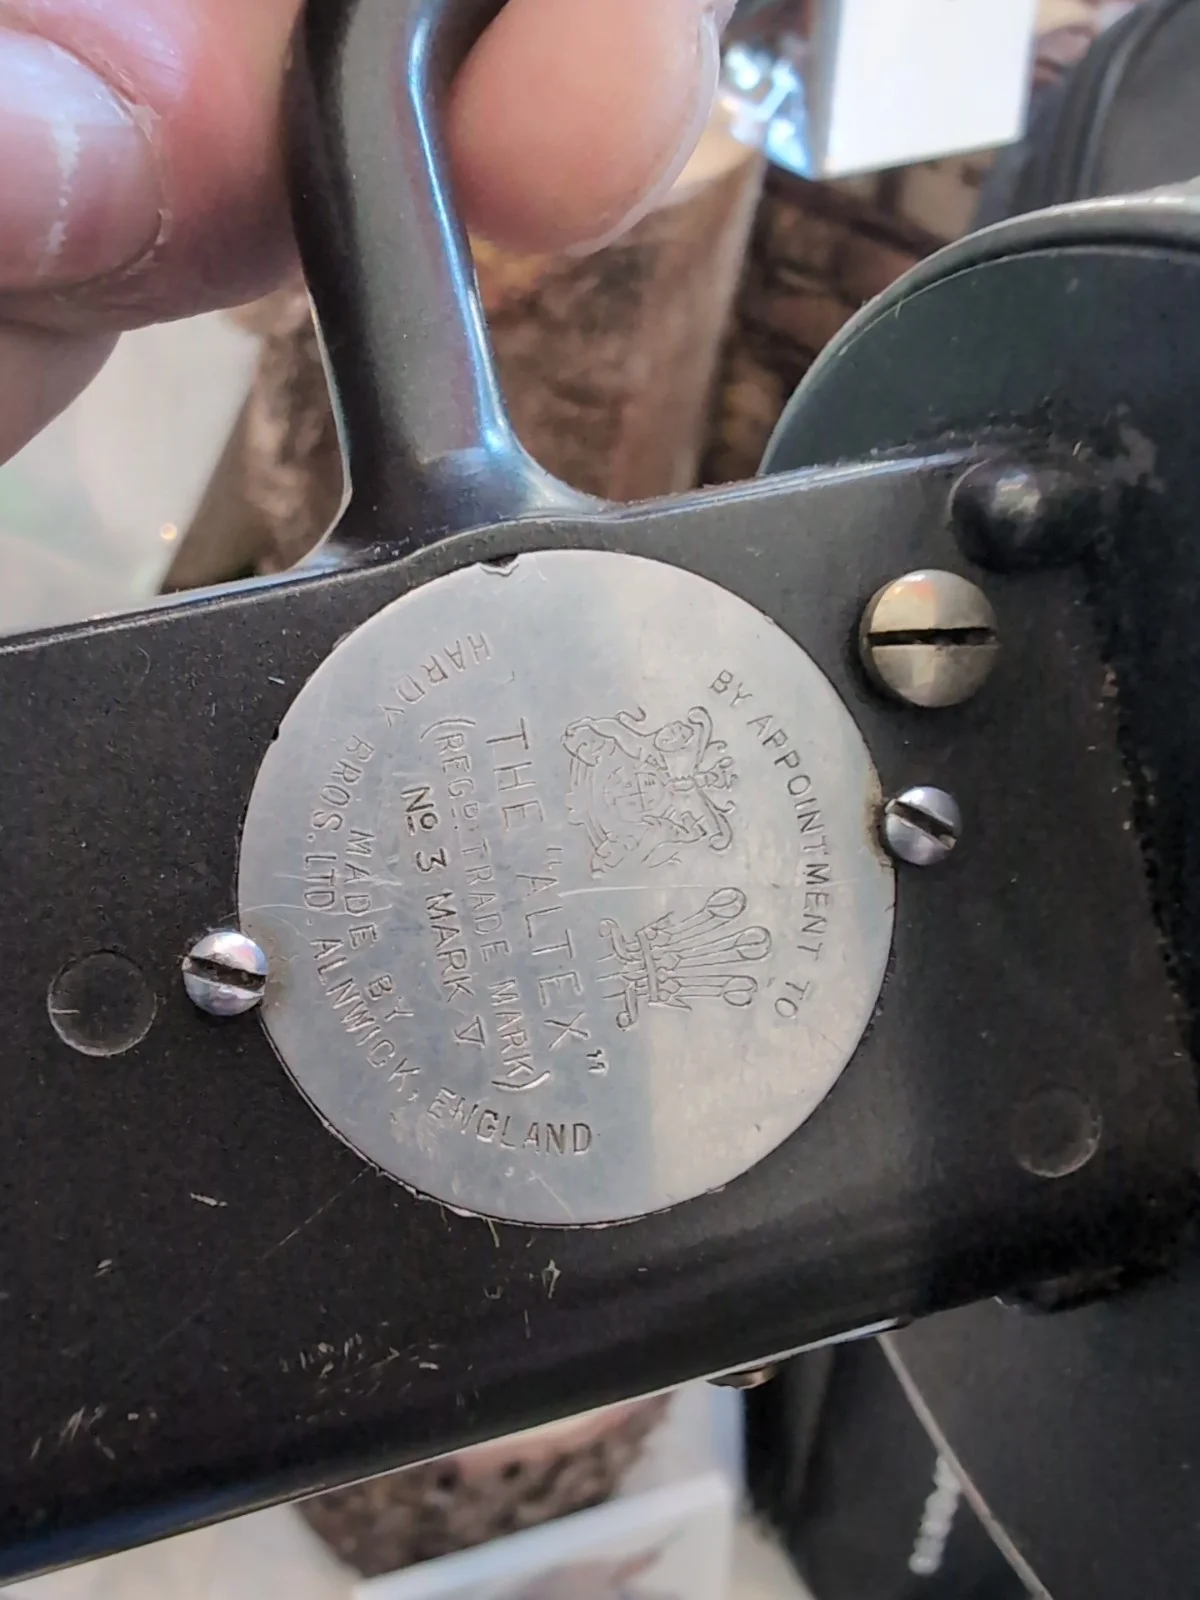 BY APPOINTMENT TO
THE "ALTEX"
(REGD. TRADE MARK)
No 3 MARK V
MADE BY
HARDY BROS. LTD. ALNWICK, ENGLAND